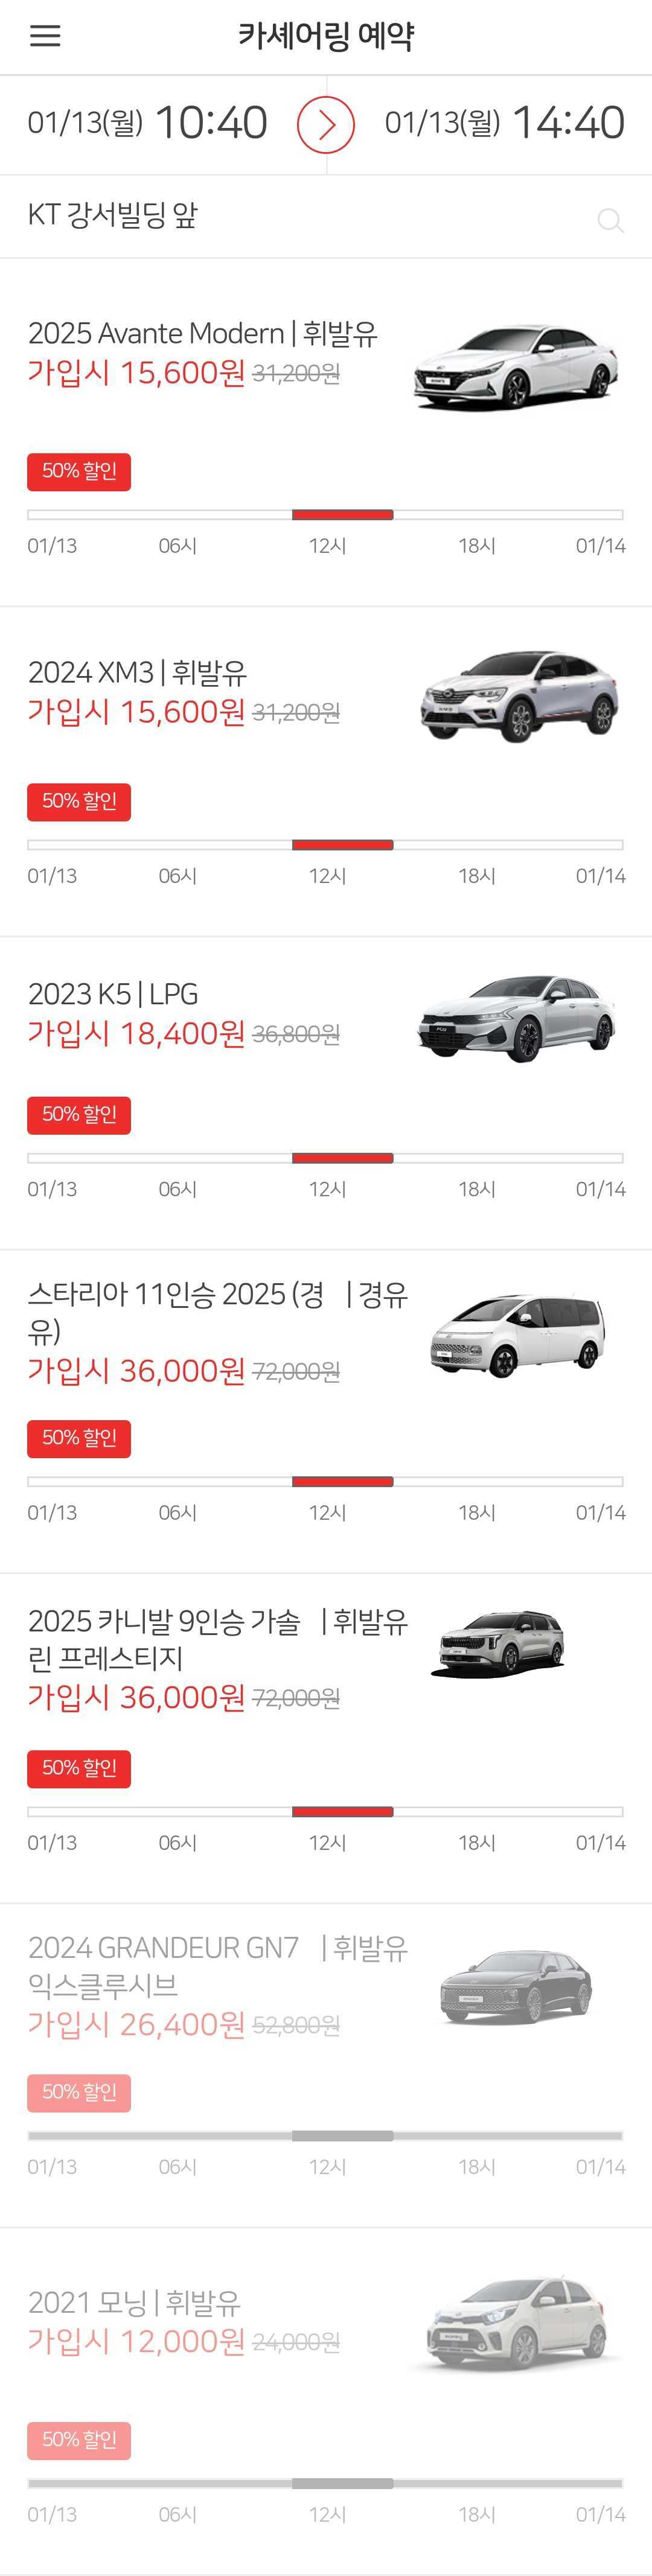 카셰어링 예약
01/13(월) 10:40 01/13(월) 14:40
KT 강서빌딩 앞
2025 Avante Modern | 휘발유
가입시 15,600원 31,200원
50% 할인
01/13 06시 12시 18시 01/14
2024 XM3 | 휘발유
가입시 15,600원 31,200원
50% 할인
01/13 06시 12시 18시 01/14
2023 K5 | LPG
가입시 18,400원 36,800원
50% 할인
01/13 06시 12시 18시 01/14
스타리아 11인승 2025 (경 | 경유
유)
가입시 36,000원 72,000원
50% 할인
01/13 06시 12시 18시 01/14
2025 카니발 9인승 가솔 | 휘발유
린 프레스티지
가입시 36,000원 72,000원
50% 할인
01/13 06시 12시 18시 01/14
2024 GRANDEUR GN7 | 휘발유
익스클루시브
가입시 26,400원 52,800원
50% 할인
01/13 06시 12시 18시 01/14
2021 모닝 | 휘발유
가입시 12,000원 24,000원
50% 할인
01/13 06시 12시 18시 01/14